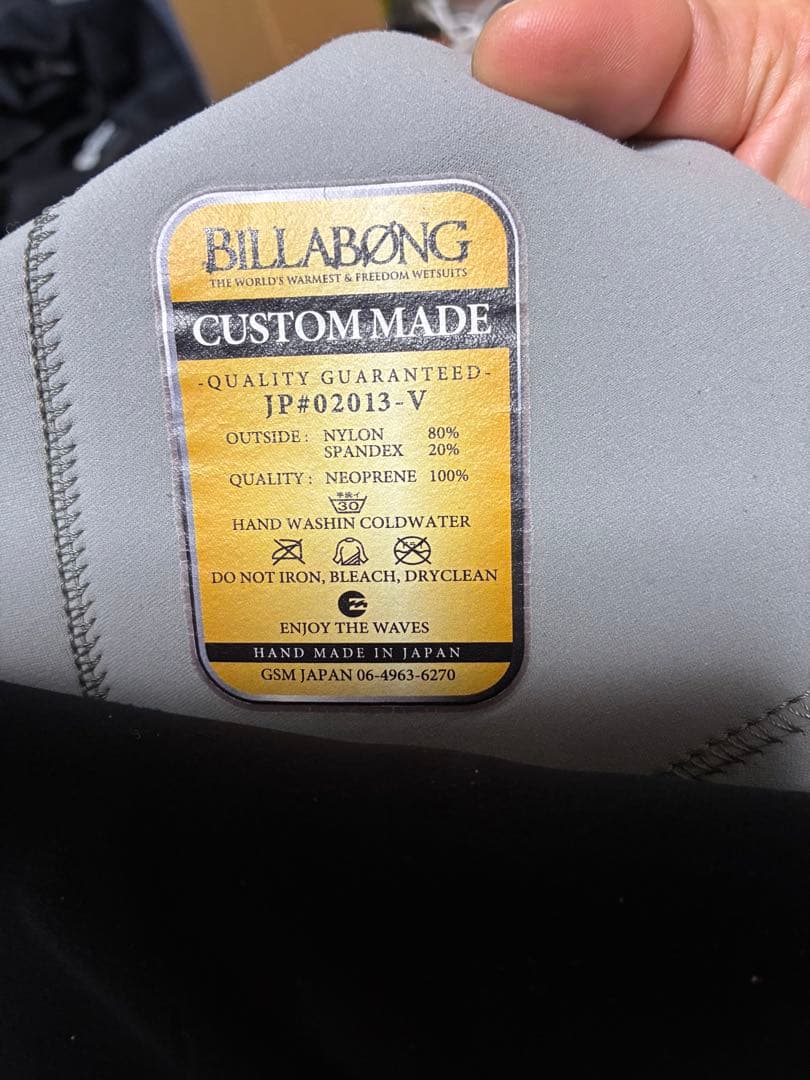 BILLABØNG
THE WORLD'S WARMEST & FREEDOM WETSUITS
CUSTOM MADE
-QUALITY GUARANTEED-
JP#02013-V
OUTSIDE : NYLON 80%
SPANDEX 20%
QUALITY : NEOPRENE 100%
手洗イ
30
HAND WASHIN COLDWATER
DO NOT IRON, BLEACH, DRYCLEAN
ENJOY THE WAVES
HAND MADE IN JAPAN
GSM JAPAN 06-4963-6270